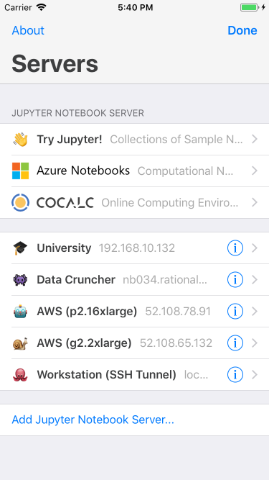 Carrier 5:40 PM
About Done
Servers
JUPYTER NOTEBOOK SERVER
Try Jupyter! Collections of Sample N...
Azure Notebooks Computational N...
COCALC Online Computing Enviro...
University 192.168.10.132
Data Cruncher nb034.rational...
AWS (p2.16xlarge) 52.108.78.91
AWS (g2.2xlarge) 52.108.65.132
Workstation (SSH Tunnel) loc...
Add Jupyter Notebook Server...